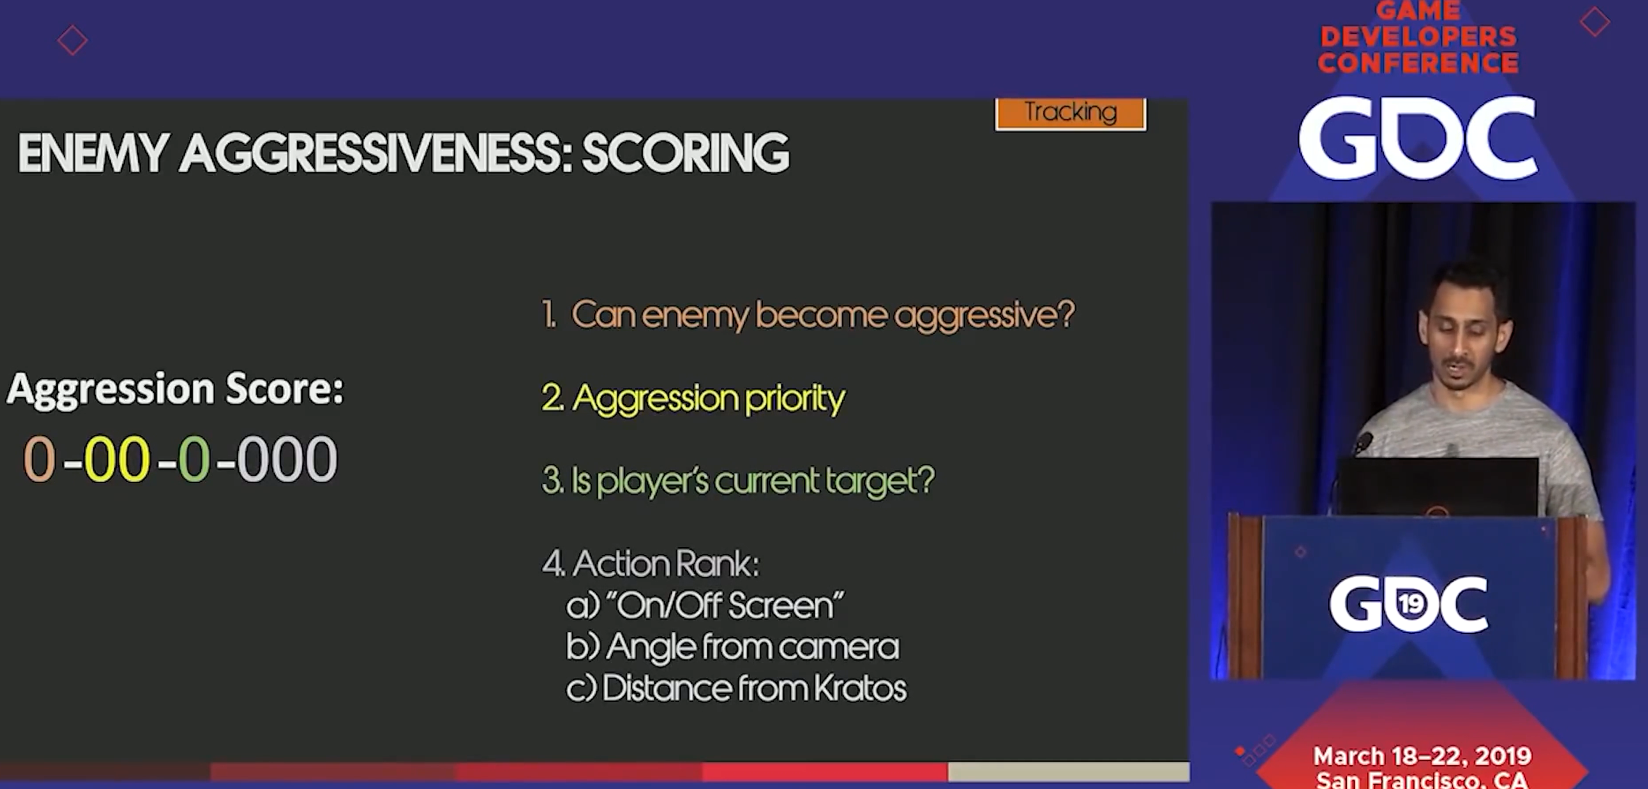 GAME
DEVELOPERS
CONFERENCE
GDC
Tracking
ENEMY AGGRESSIVENESS: SCORING
1. Can enemy become aggressive?
Aggression Score:
2. Aggression priority
0-00-0-000
3. Is player's current target?
4. Action Rank:
a) "On/Off Screen"
b) Angle from camera
c) Distance from Kratos
GDC
19
March 18–22, 2019
San Francisco, CA